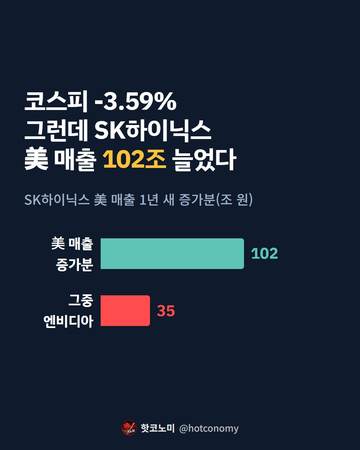 코스피 -3.59%
그런데 SK하이닉스
美 매출 102조 늘었다
SK하이닉스 美 매출 1년 새 증가분(조 원)
美 매출
증가분
102
그중
엔비디아
35
핫코노미 @hotconomy